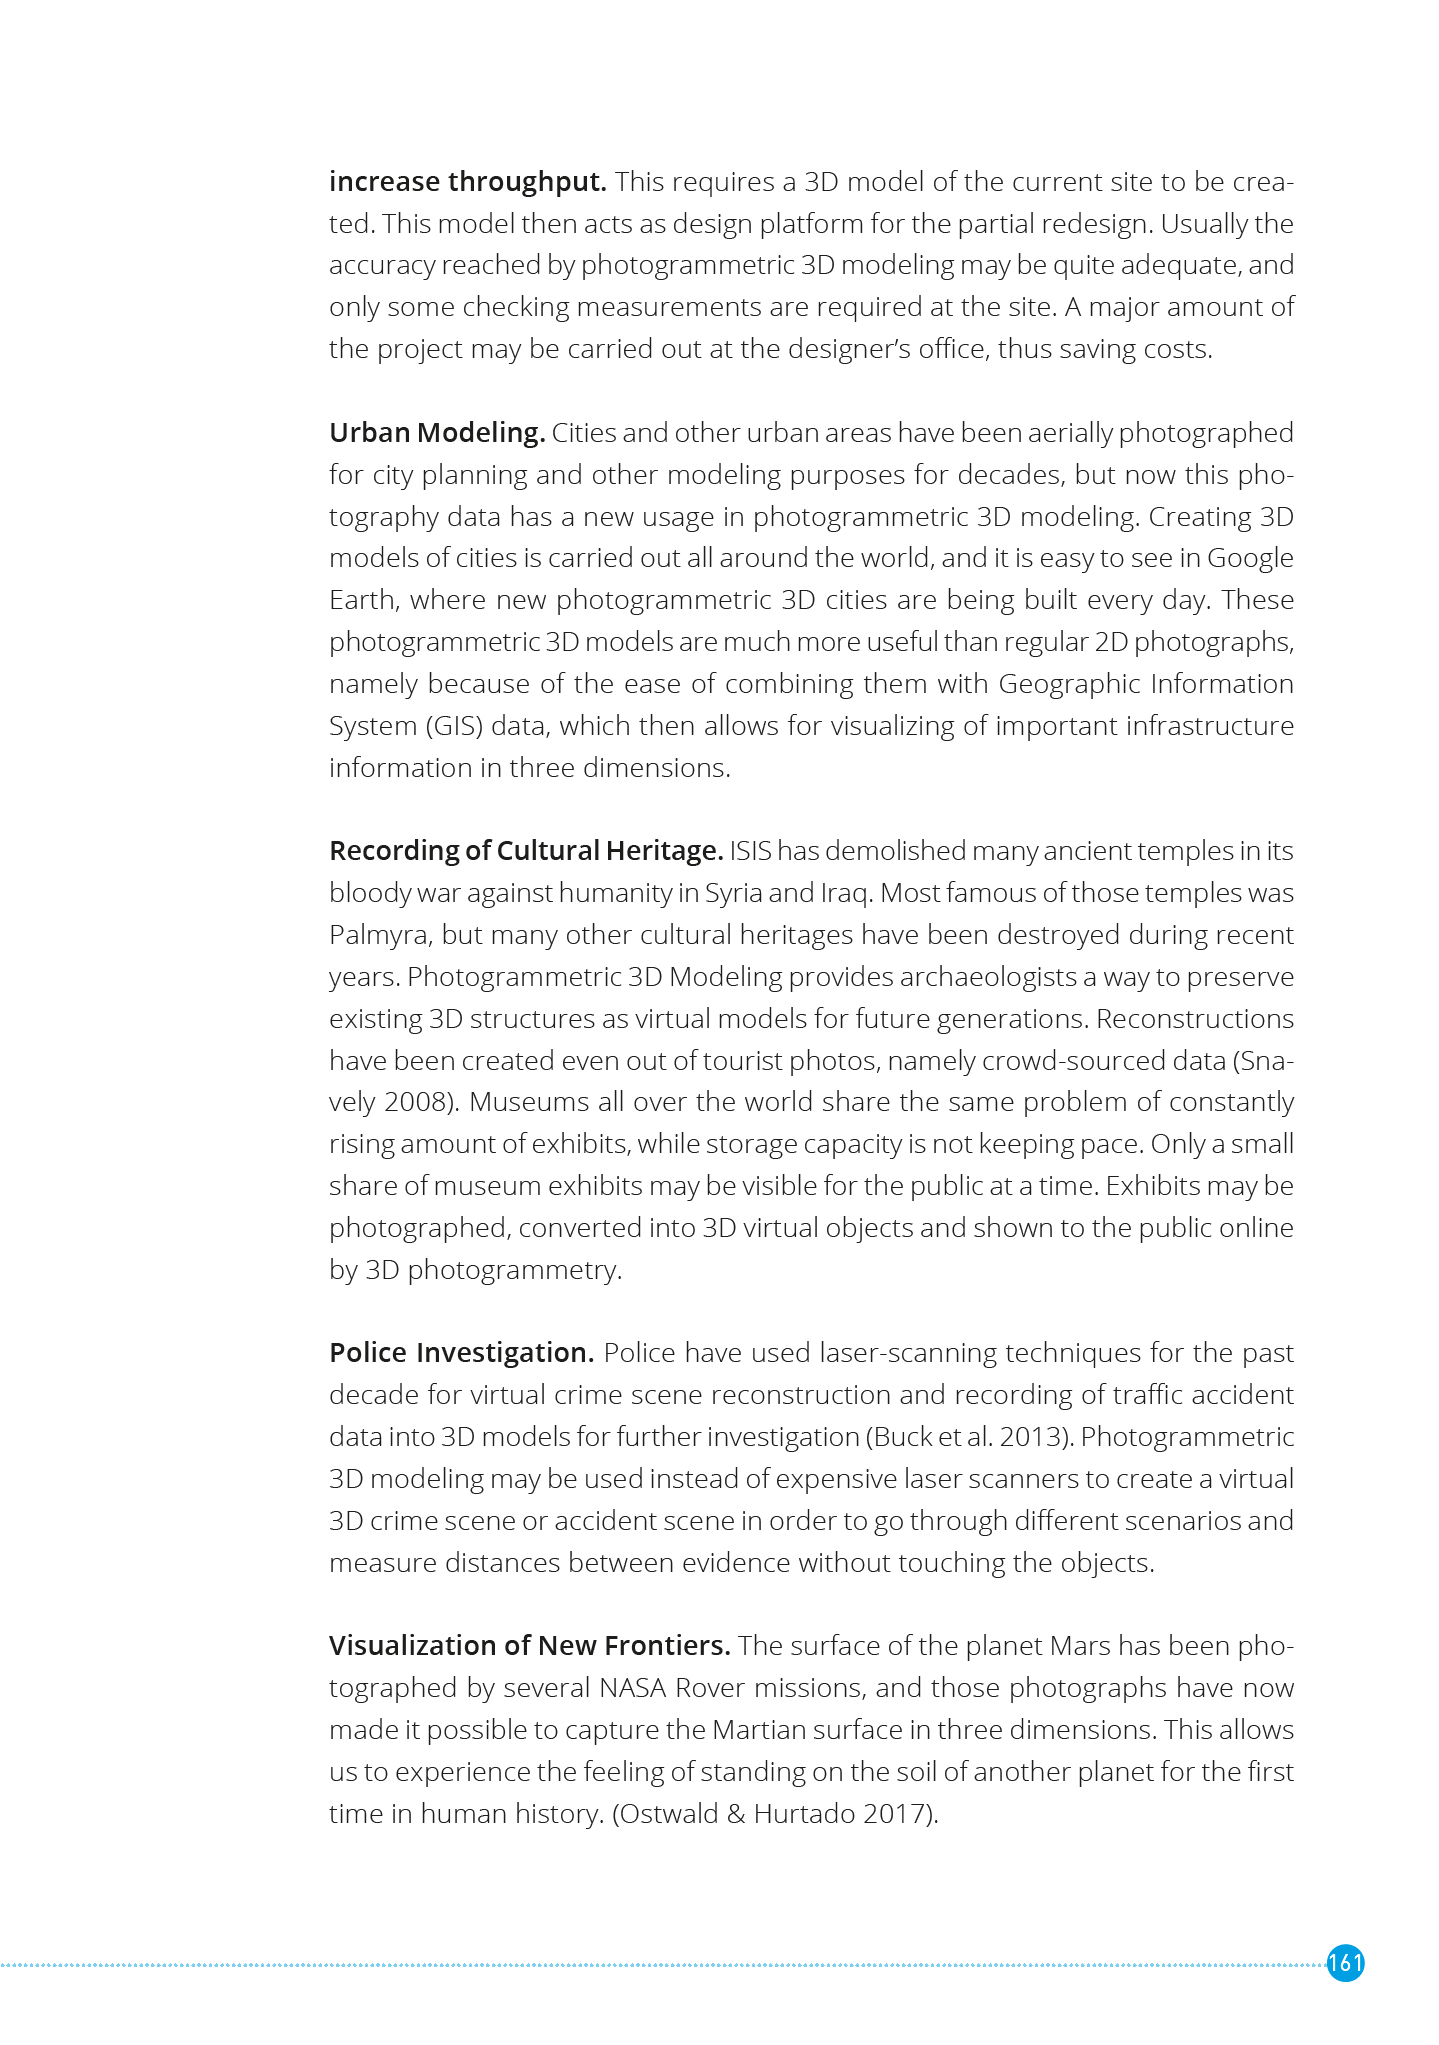 increase throughput. This requires a 3D model of the current site to be crea-
ted. This model then acts as design platform for the partial redesign. Usually the
accuracy reached by photogrammetric 3D modeling may be quite adequate, and
only some checking measurements are required at the site. A major amount of
the project may be carried out at the designer’s office, thus saving costs.
Urban Modeling. Cities and other urban areas have been aerially photographed
for city planning and other modeling purposes for decades, but now this pho-
tography data has a new usage in photogrammetric 3D modeling. Creating 3D
models of cities is carried out all around the world, and it is easy to see in Google
Earth, where new photogrammetric 3D cities are being built every day. These
photogrammetric 3D models are much more useful than regular 2D photographs,
namely because of the ease of combining them with Geographic Information
System (GIS) data, which then allows for visualizing of important infrastructure
information in three dimensions.
Recording of Cultural Heritage. ISIS has demolished many ancient temples in its
bloody war against humanity in Syria and Iraq. Most famous of those temples was
Palmyra, but many other cultural heritages have been destroyed during recent
years. Photogrammetric 3D Modeling provides archaeologists a way to preserve
existing 3D structures as virtual models for future generations. Reconstructions
have been created even out of tourist photos, namely crowd-sourced data (Sna-
vely 2008). Museums all over the world share the same problem of constantly
rising amount of exhibits, while storage capacity is not keeping pace. Only a small
share of museum exhibits may be visible for the public at a time. Exhibits may be
photographed, converted into 3D virtual objects and shown to the public online
by 3D photogrammetry.
Police Investigation. Police have used laser-scanning techniques for the past
decade for virtual crime scene reconstruction and recording of traffic accident
data into 3D models for further investigation (Buck et al. 2013). Photogrammetric
3D modeling may be used instead of expensive laser scanners to create a virtual
3D crime scene or accident scene in order to go through different scenarios and
measure distances between evidence without touching the objects.
Visualization of New Frontiers. The surface of the planet Mars has been pho-
tographed by several NASA Rover missions, and those photographs have now
made it possible to capture the Martian surface in three dimensions. This allows
us to experience the feeling of standing on the soil of another planet for the first
time in human history. (Ostwald & Hurtado 2017).
161